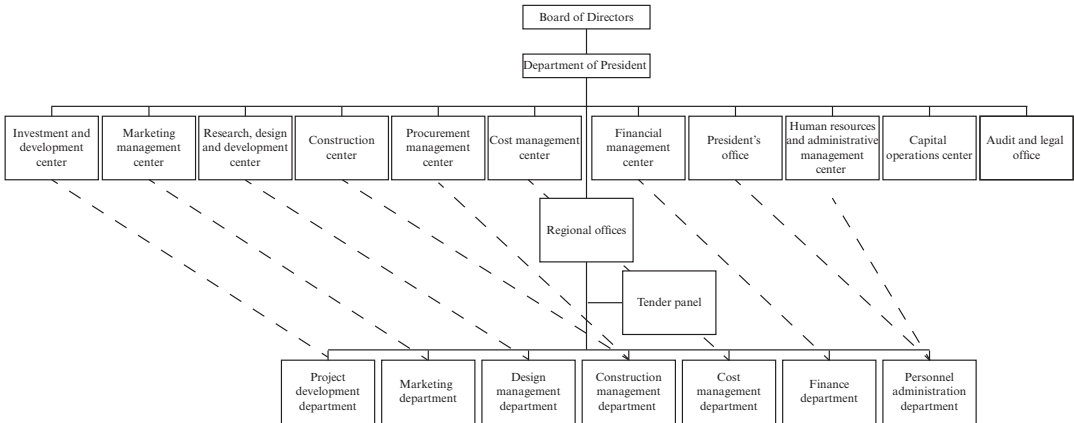 Board of Directors
Department of President
Investment and
development
center
Marketing
management
center
Research, design
and development
center
Construction
center
Procurement
management
center
Cost management
center
Financial
management
center
President's
office
Human resources
and administrative
management
center
Capital
operations center
Audit and legal
office
Regional offices
Tender panel
Project
development
department
Marketing
department
Design
management
department
Construction
management
department
Cost
management
department
Finance
department
Personnel
administration
department